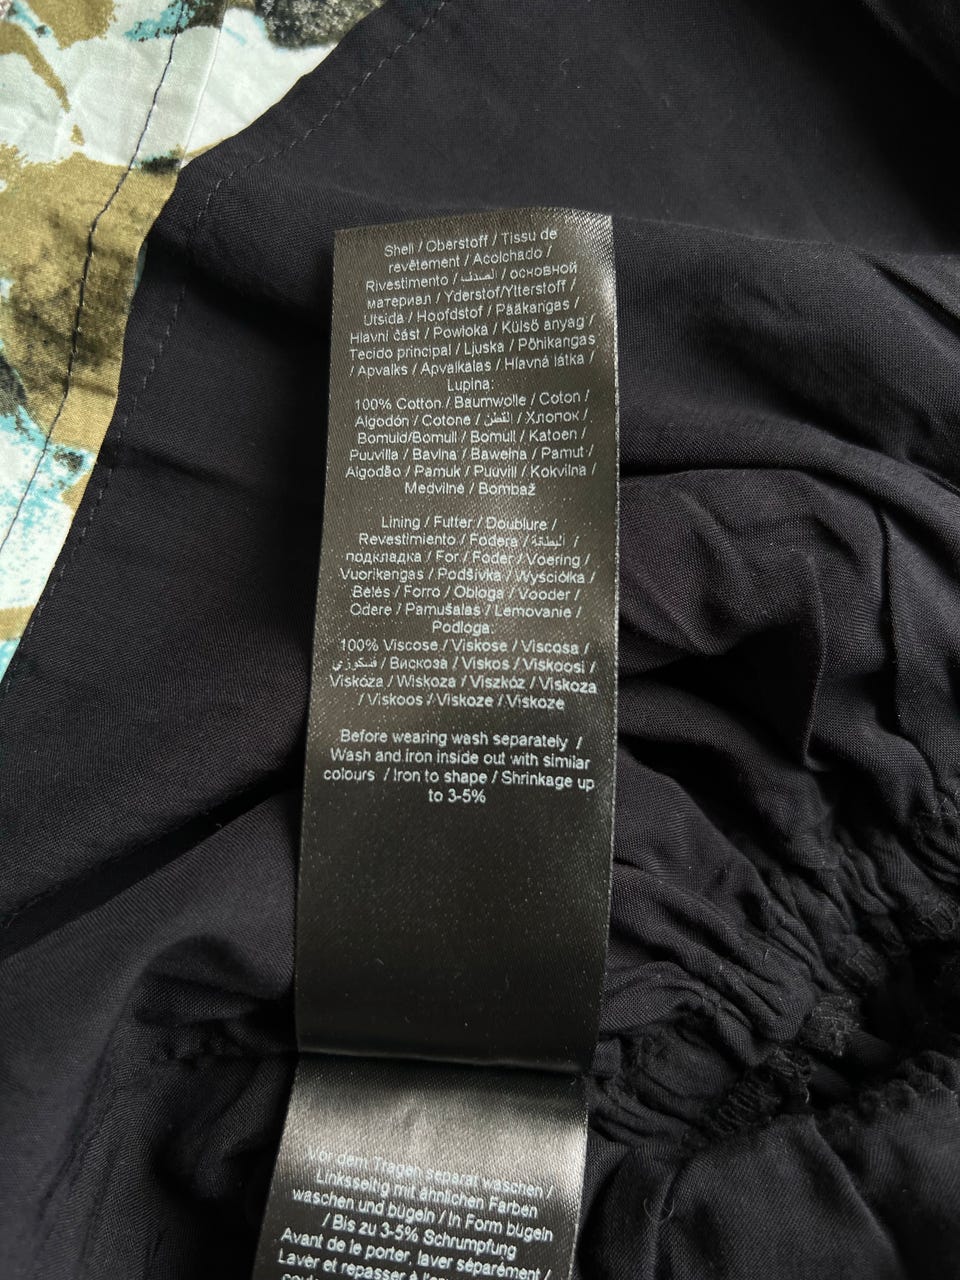 Shell / Oberstoff / Tissu de
revêtement / Acolchado /
Rivestimento / الصدف / основной
материал / Yderstof/Ytterstoff /
Utsida / Hoofdstof / Pääkangas /
Hlavní část / Powłoka / Külső anyag /
Tecido principal / Ljuska / Põhikangas
/ Apvalks / Apvalkalas / Hlavná látka /
Lupina:
100% Cotton / Baumwolle / Coton /
Algodón / Cotone / القطن / Хлопок /
Bomuld/Bomull / Bomull / Katoen /
Puuvilla / Bavlna / Bawełna / Pamut /
Algodão / Pamuk / Puuvill / Kokvilna /
Medvilnė / Bombaž
Lining / Futter / Doublure /
Revestimiento / Fodera / البطانة /
подкладка / For / Foder / Voering /
Vuorikangas / Podšívka / Wyściółka /
Bélés / Forro / Obloga / Vooder /
Odere / Pamušalas / Lemovanie /
Podloga:
100% Viscose / Viskose / Viscosa /
فسكوزي / Вискоза / Viskos / Viskoosi /
Viskóza / Wiskoza / Viszkóz / Viskoza
/ Viskoos / Viskoze / Viskoze
Before wearing wash separately /
Wash and iron inside out with similar
colours / Iron to shape / Shrinkage up
to 3-5%
Vor dem Tragen separat waschen /
Linksseitig mit ähnlichen Farben
waschen und bügeln / In Form bügeln
/ Bis zu 3-5% Schrumpfung
Avant de le porter, laver séparément /
Laver et repasser à